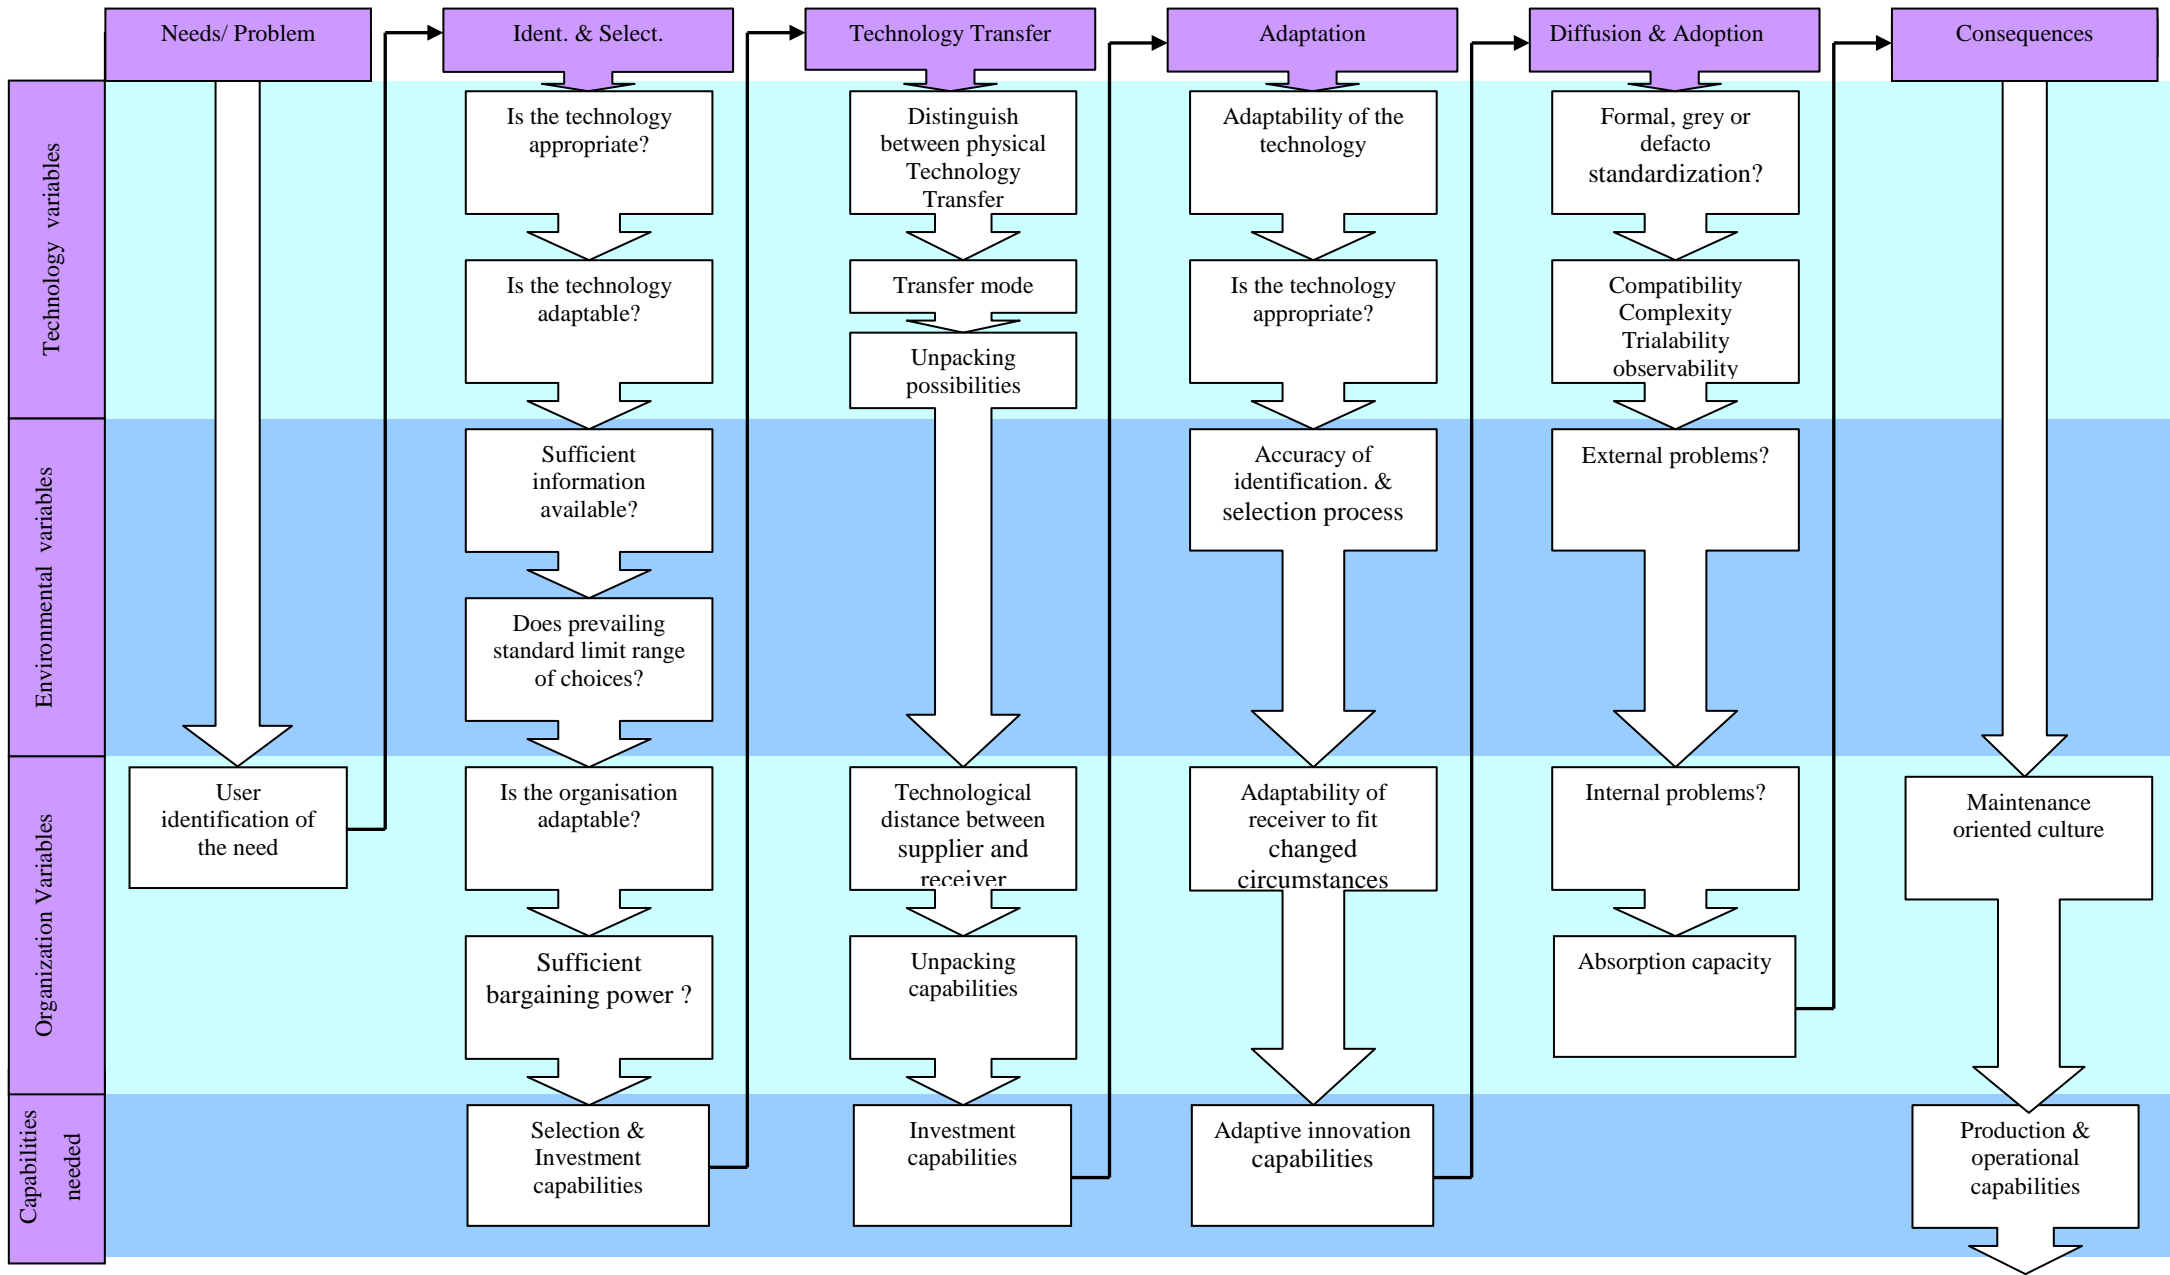 Needs/ Problem
Ident. & Select.
Technology Transfer
Adaptation
Diffusion & Adoption
Consequences
Technology  variables
Environmental  variables
Organization Variables
Capabilities
needed
User
identification of
the need
Is the technology
appropriate?
Is the technology
adaptable?
Sufficient
information
available?
Does prevailing
standard limit range
of choices?
Is the organisation
adaptable?
Sufficient
bargaining power ?
Selection &
Investment
capabilities
Distinguish
between physical
Technology
Transfer
Transfer mode
Unpacking
possibilities
Technological
distance between
supplier and
receiver
Unpacking
capabilities
Investment
capabilities
Adaptability of the
technology
Is the technology
appropriate?
Accuracy of
identification. &
selection process
Adaptability of
receiver to fit
changed
circumstances
Adaptive innovation
capabilities
Formal, grey or
defacto
standardization?
Compatibility
Complexity
Trialability
observability
External problems?
Internal problems?
Absorption capacity
Maintenance
oriented culture
Production &
operational
capabilities